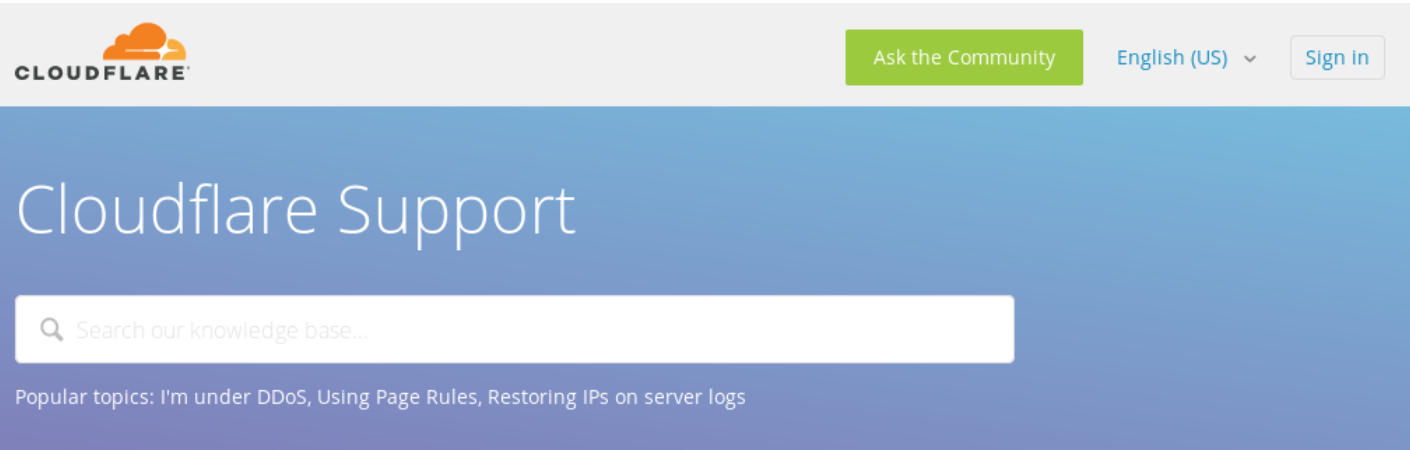 CLOUDFLARE
Ask the Community
English (US)
Sign in
Cloudflare Support
Search our knowledge base...
Popular topics: I'm under DDoS, Using Page Rules, Restoring IPs on server logs